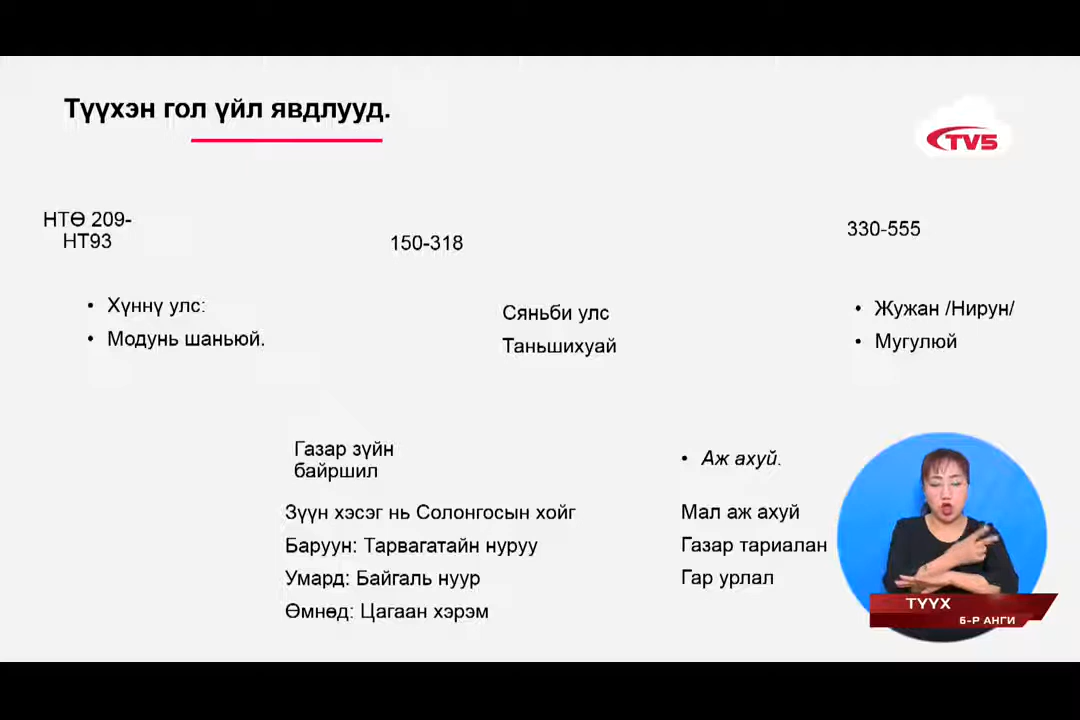 Түүхэн гол үйл явдлууд.
TV5
НТӨ 209-
НТ93
150-318
330-555
• Хүннү улс:
• Модунь шаньюй.
Сяньби улс
Таньшихуай
• Жужан /Нирун/
• Мугулюй
Газар зүйн
байршил
Зүүн хэсэг нь Солонгосын хойг
Баруун: Тарвагатайн нуруу
Умард: Байгаль нуур
Өмнөд: Цагаан хэрэм
• Аж ахуй.
Мал аж ахуй
Газар тариалан
Гар урлал
ТҮҮХ
6-Р АНГИ